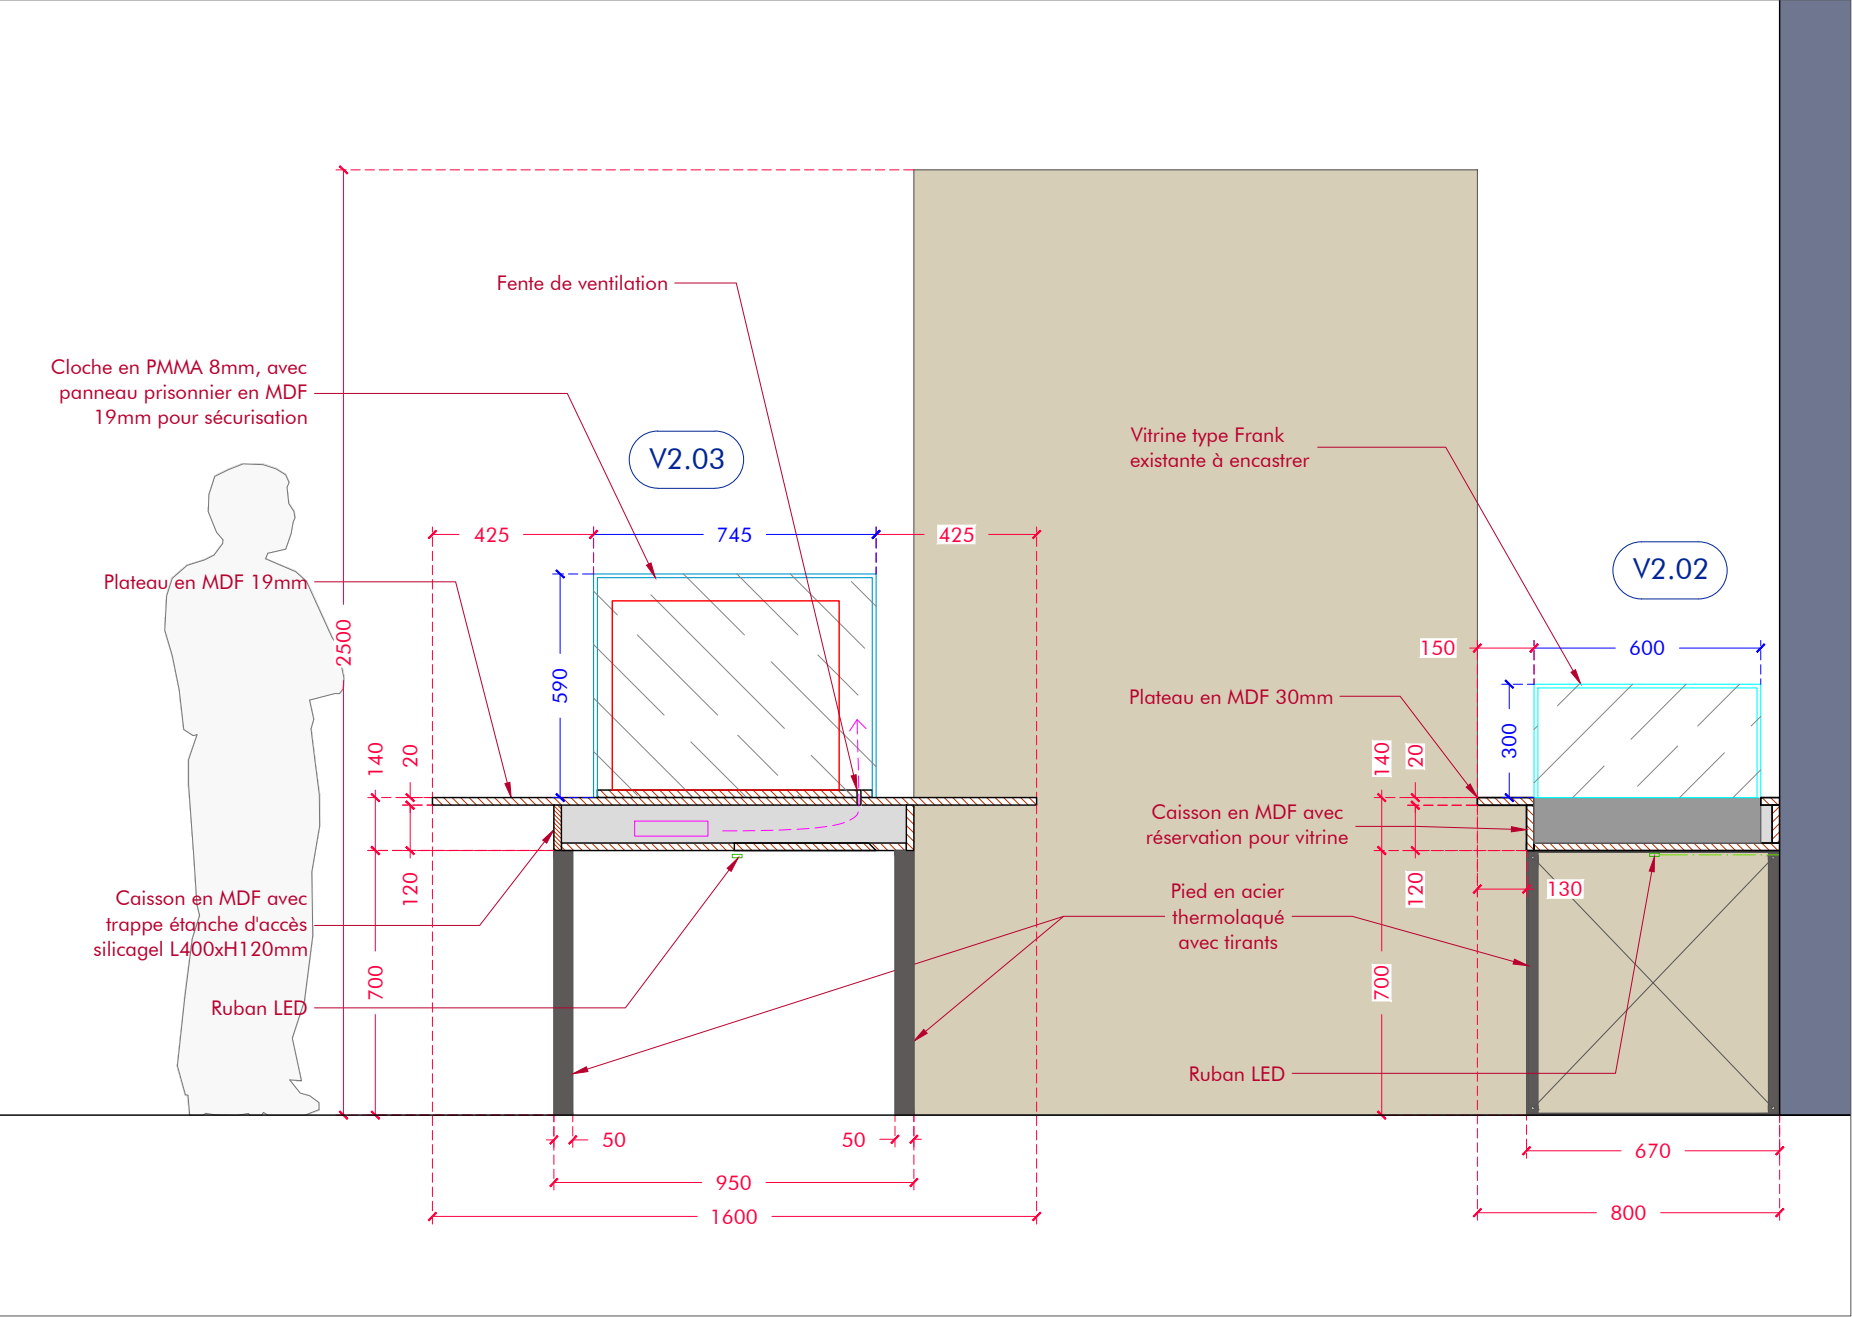 Fente de ventilation
Cloche en PMMA 8mm, avec
panneau prisonnier en MDF
19mm pour sécurisation
V2.03
Vitrine type Frank
existante à encastrer
425
745
425
V2.02
Plateau en MDF 19mm
2500
590
150
600
Plateau en MDF 30mm
300
140
20
140
20
Caisson en MDF avec
réservation pour vitrine
120
120
130
Caisson en MDF avec
trappe étanche d'accès
silicagel L400xH120mm
Pied en acier
thermolaqué
avec tirants
700
700
Ruban LED
Ruban LED
50
50
670
950
1600
800